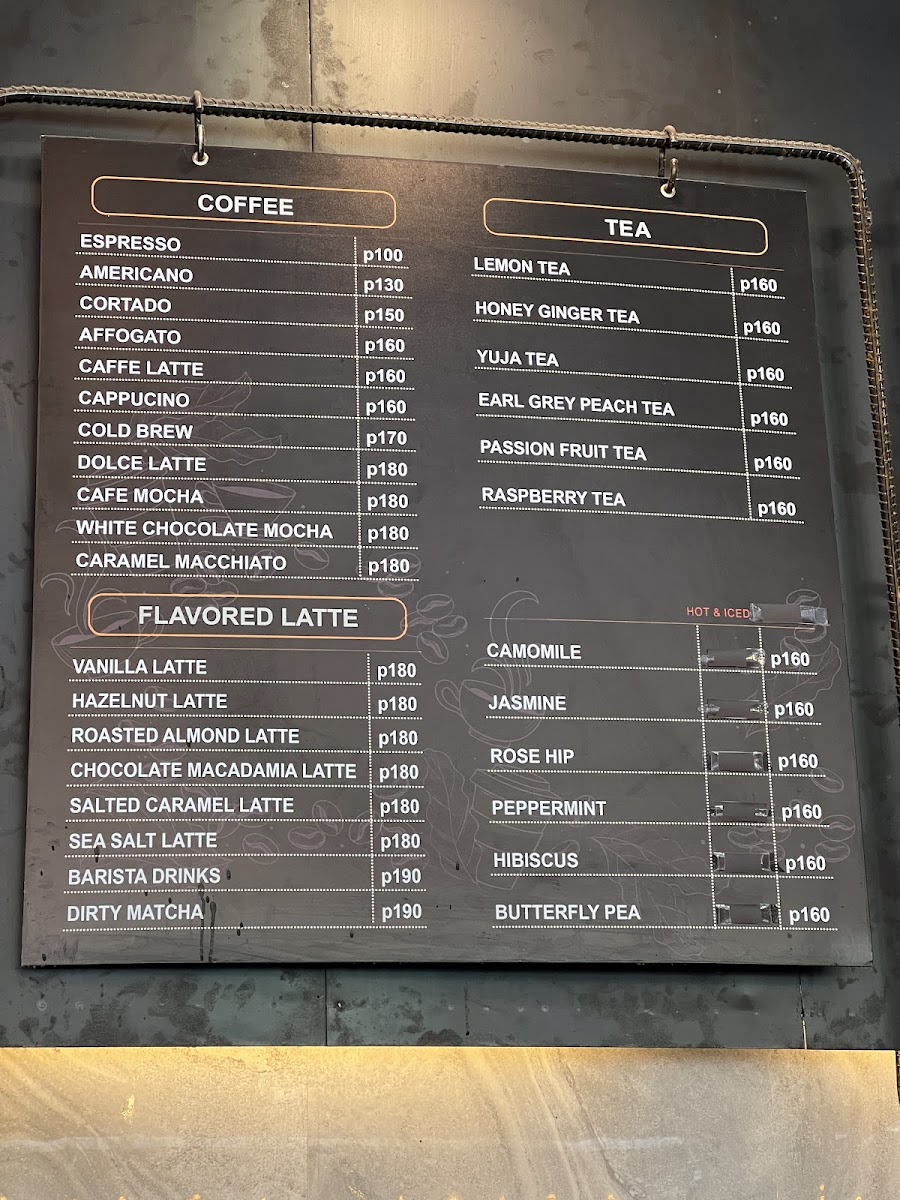 COFFEE
ESPRESSO p100
AMERICANO p130
CORTADO p150
AFFOGATO p160
CAFFE LATTE p160
CAPPUCINO p160
COLD BREW p170
DOLCE LATTE p180
CAFE MOCHA p180
WHITE CHOCOLATE MOCHA p180
CARAMEL MACCHIATO p180
FLAVORED LATTE
VANILLA LATTE p180
HAZELNUT LATTE p180
ROASTED ALMOND LATTE p180
CHOCOLATE MACADAMIA LATTE p180
SALTED CARAMEL LATTE p180
SEA SALT LATTE p180
BARISTA DRINKS p190
DIRTY MATCHA p190
TEA
LEMON TEA p160
HONEY GINGER TEA p160
YUJA TEA p160
EARL GREY PEACH TEA p160
PASSION FRUIT TEA p160
RASPBERRY TEA p160
HOT & ICED
CAMOMILE p160
JASMINE p160
ROSE HIP p160
PEPPERMINT p160
HIBISCUS p160
BUTTERFLY PEA p160